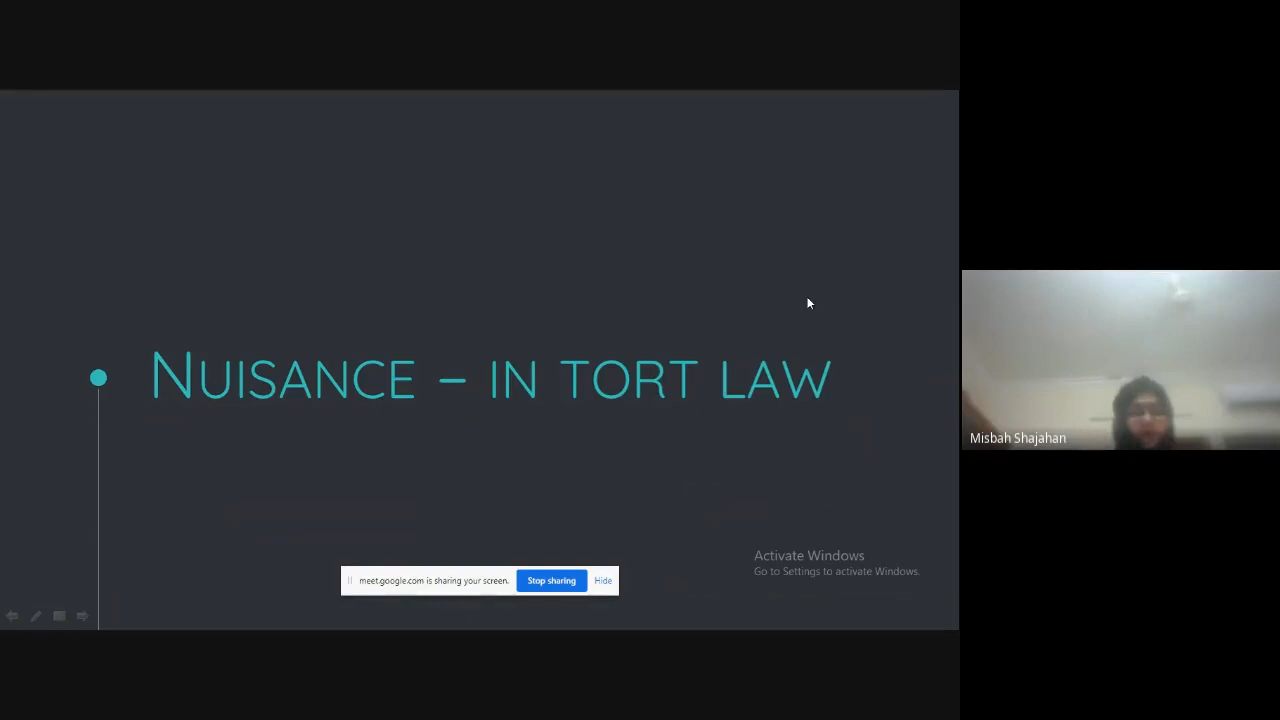 NUISANCE – IN TORT LAW
Misbah Shajahan
Activate Windows
Go to Settings to activate Windows.
meet.google.com is sharing your screen. Stop sharing Hide